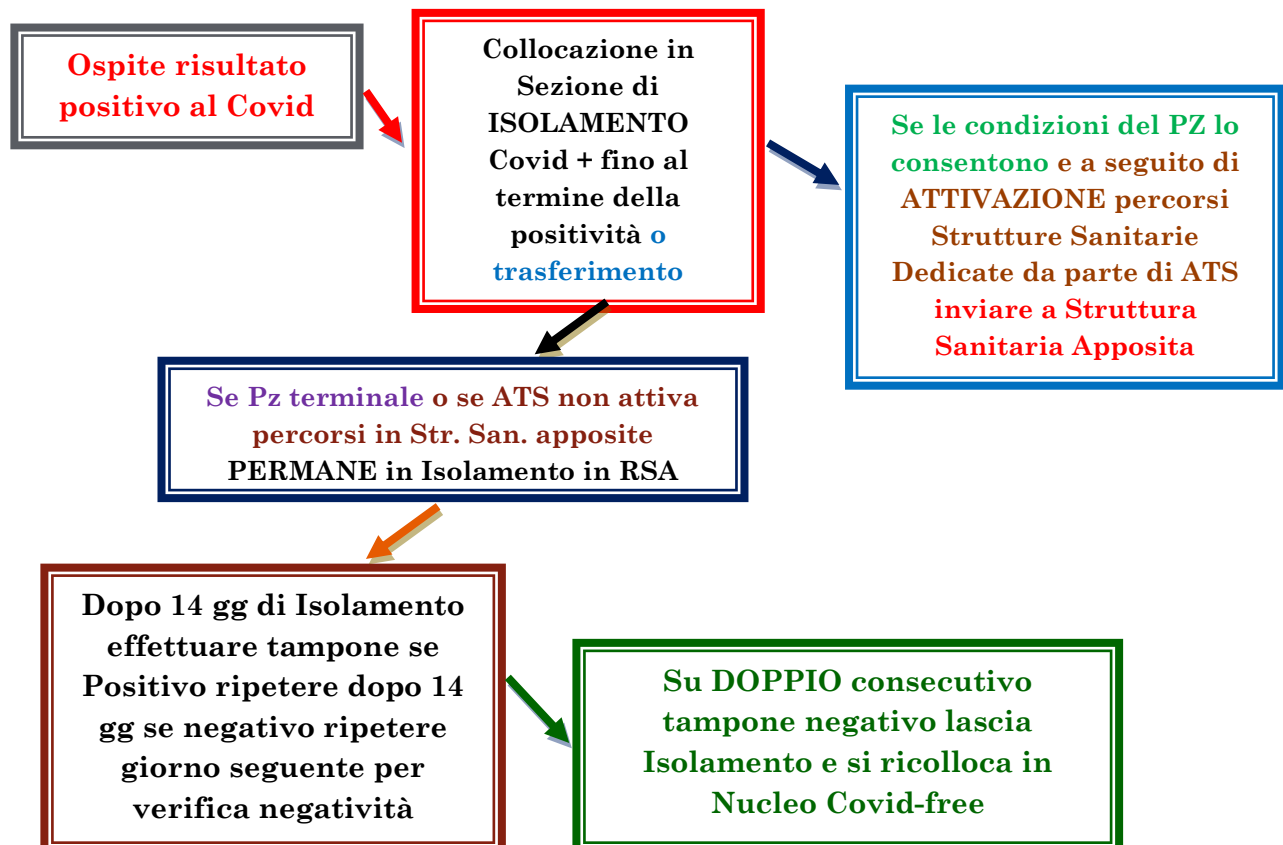 Ospite risultato
positivo al Covid
Collocazione in
Sezione di
ISOLAMENTO
Covid + fino al
termine della
positività o
trasferimento
Se le condizioni del PZ lo
consentono e a seguito di
ATTIVAZIONE percorsi
Strutture Sanitarie
Dedicate da parte di ATS
inviare a Struttura
Sanitaria Apposita
Se Pz terminale o se ATS non attiva
percorsi in Str. San. apposite
PERMANE in Isolamento in RSA
Dopo 14 gg di Isolamento
effettuare tampone se
Positivo ripetere dopo 14
gg se negativo ripetere
giorno seguente per
verifica negatività
Su DOPPIO consecutivo
tampone negativo lascia
Isolamento e si ricolloca in
Nucleo Covid-free